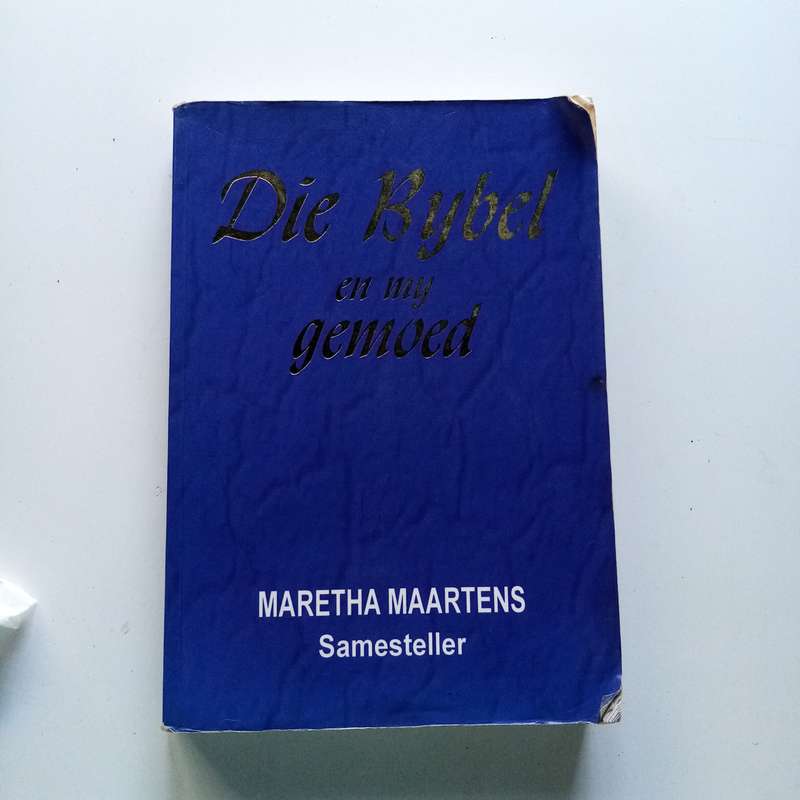 Die Bybel
en my
gemoed
MARETHA MAARTENS
Samesteller